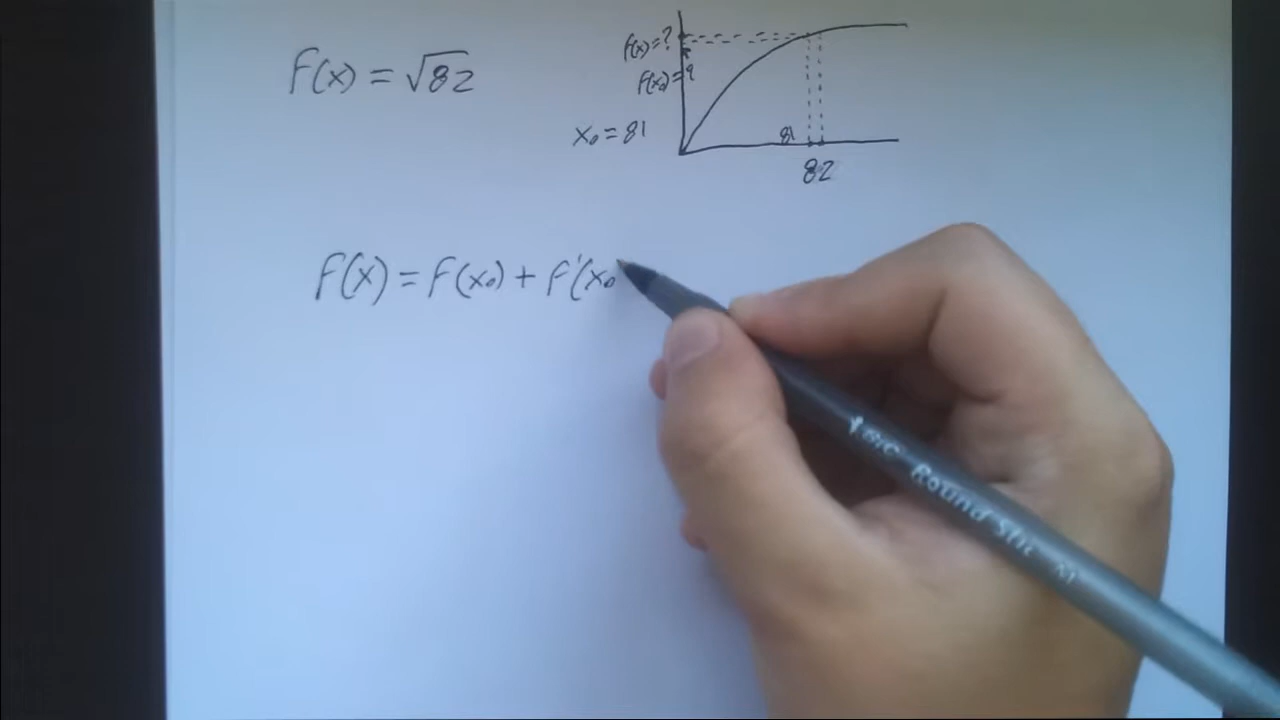 f(x) = √82
f(x)=?
f(x₀)=9
x₀ = 81
81
82
f(x) = f(x₀) + f'(x₀
BIC Round Stic M